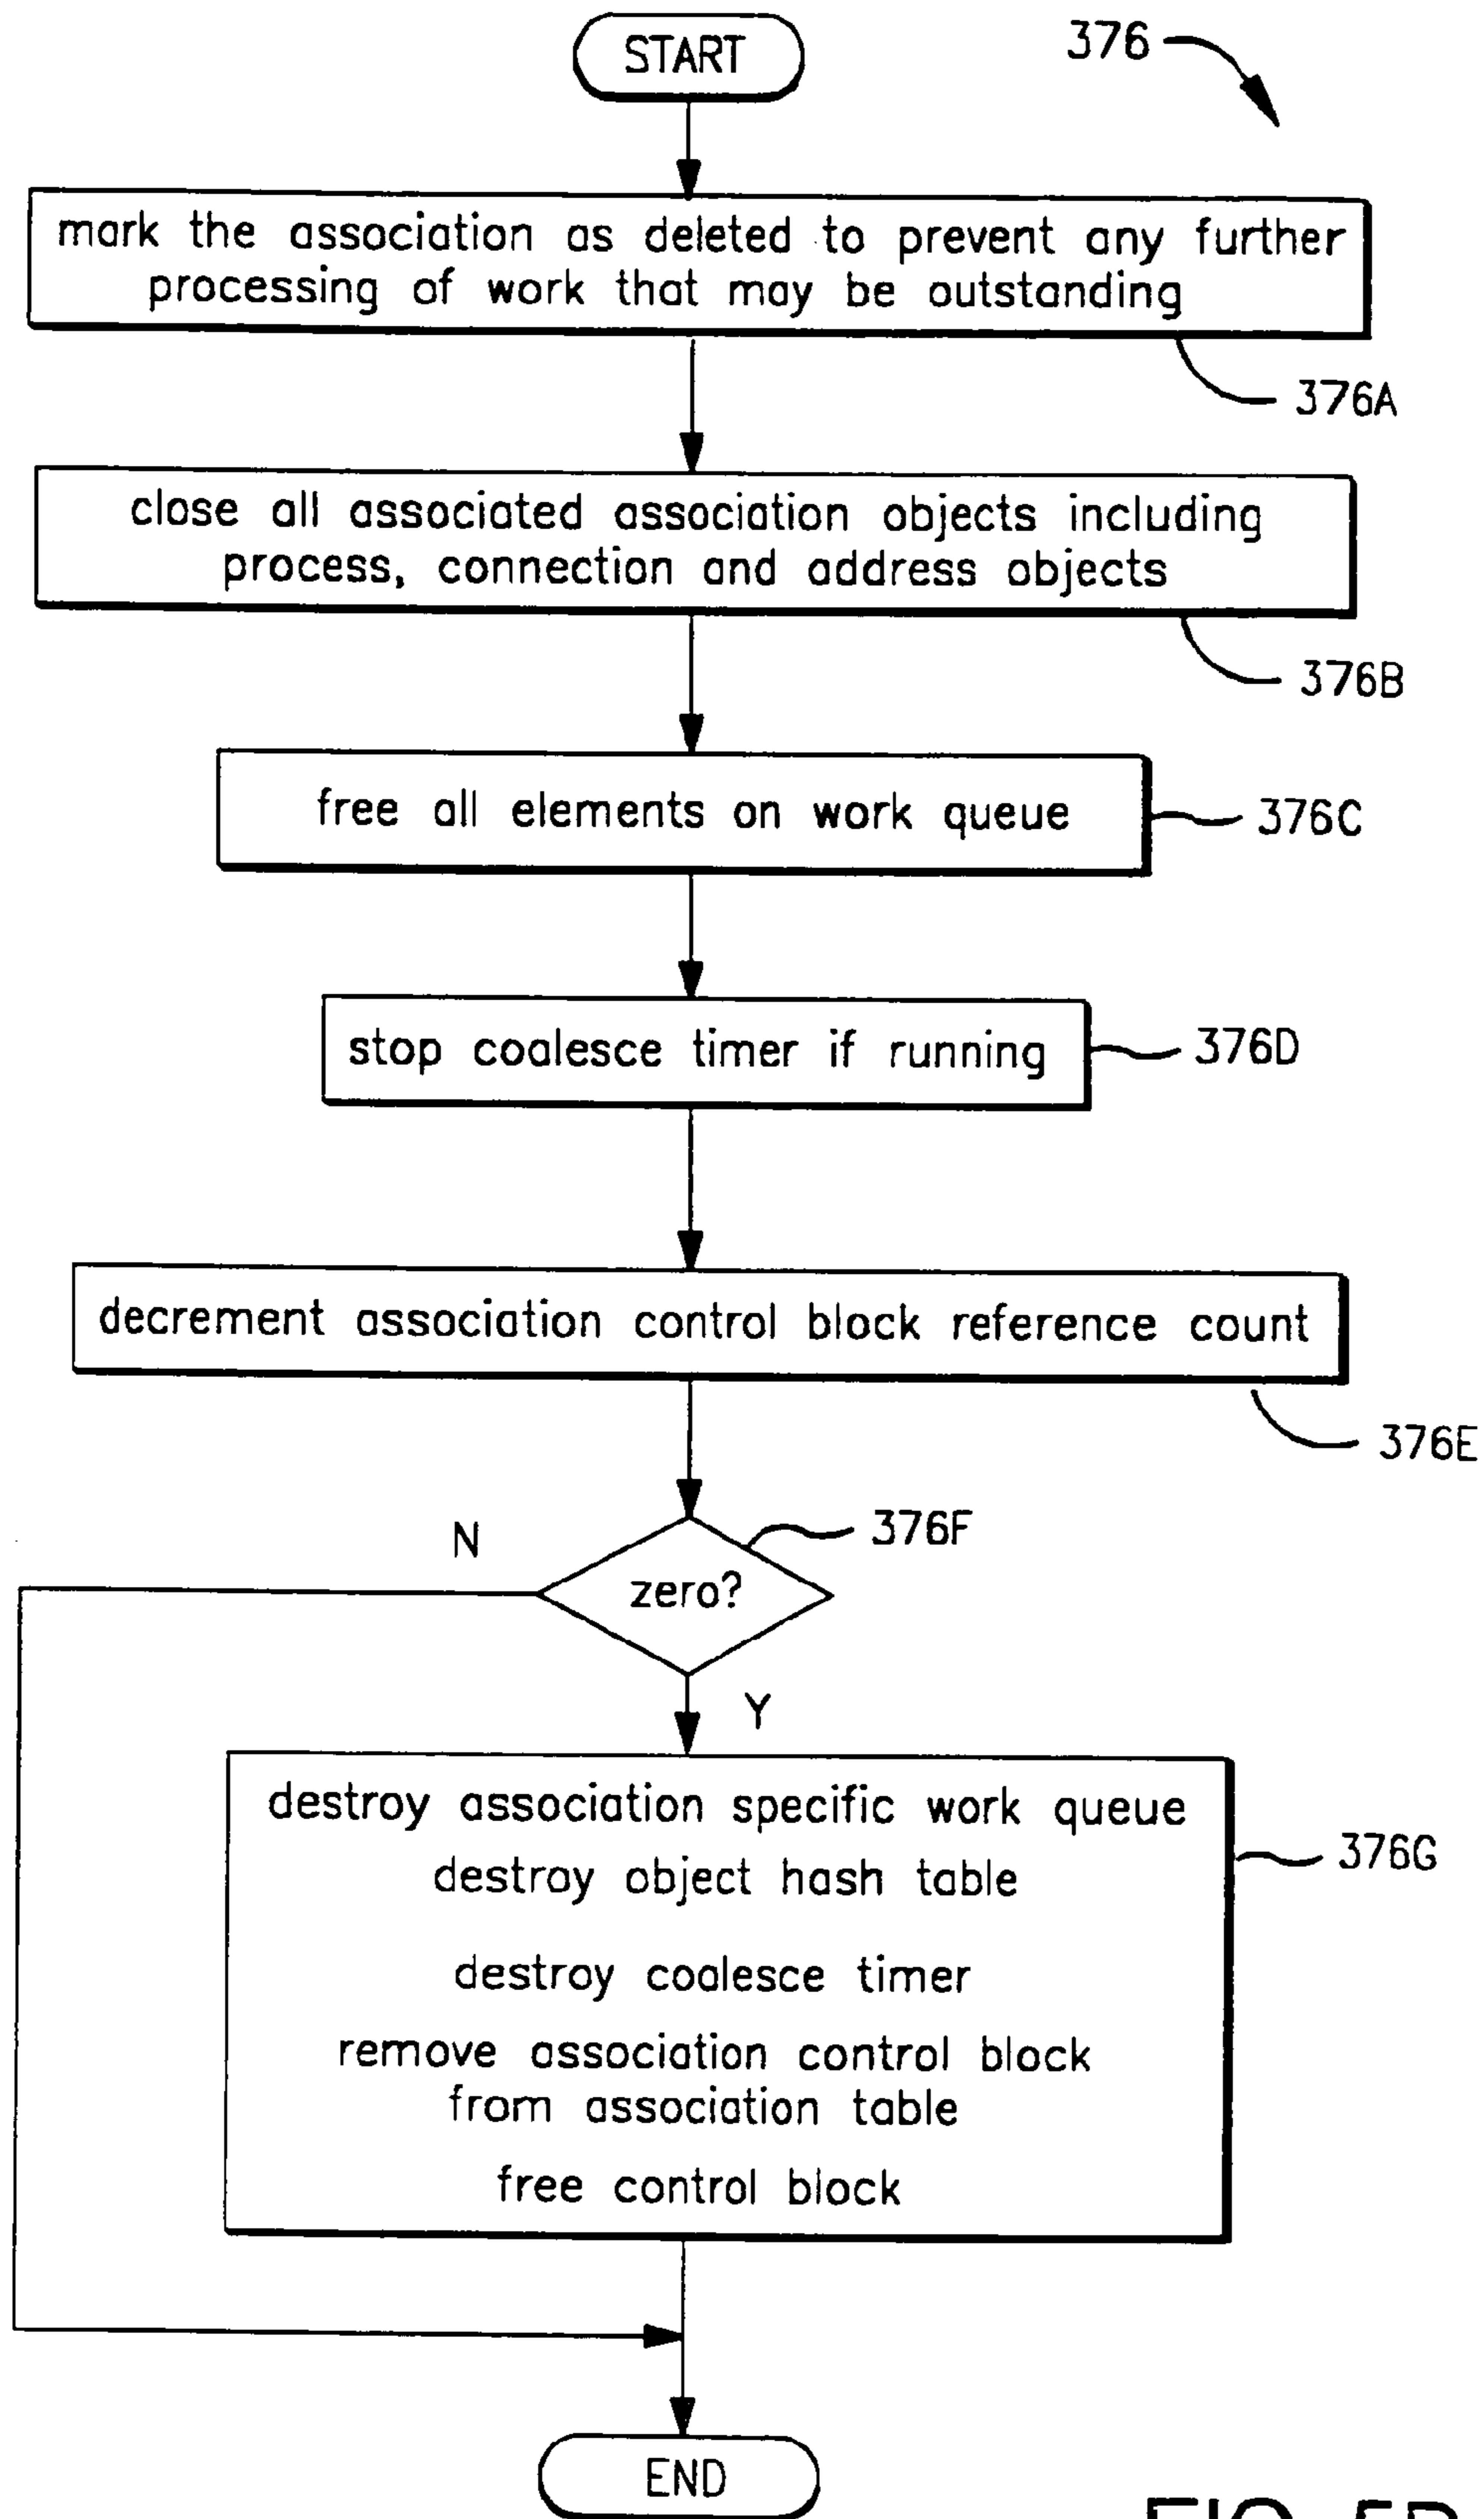 START
376
mark the association as deleted to prevent any further
processing of work that may be outstanding
376A
close all associated association objects including
process, connection and address objects
376B
free all elements on work queue
376C
stop coalesce timer if running
376D
decrement association control block reference count
376E
376F
N
zero?
Y
destroy association specific work queue
376G
destroy object hash table
destroy coalesce timer
remove association control block
from association table
free control block
END